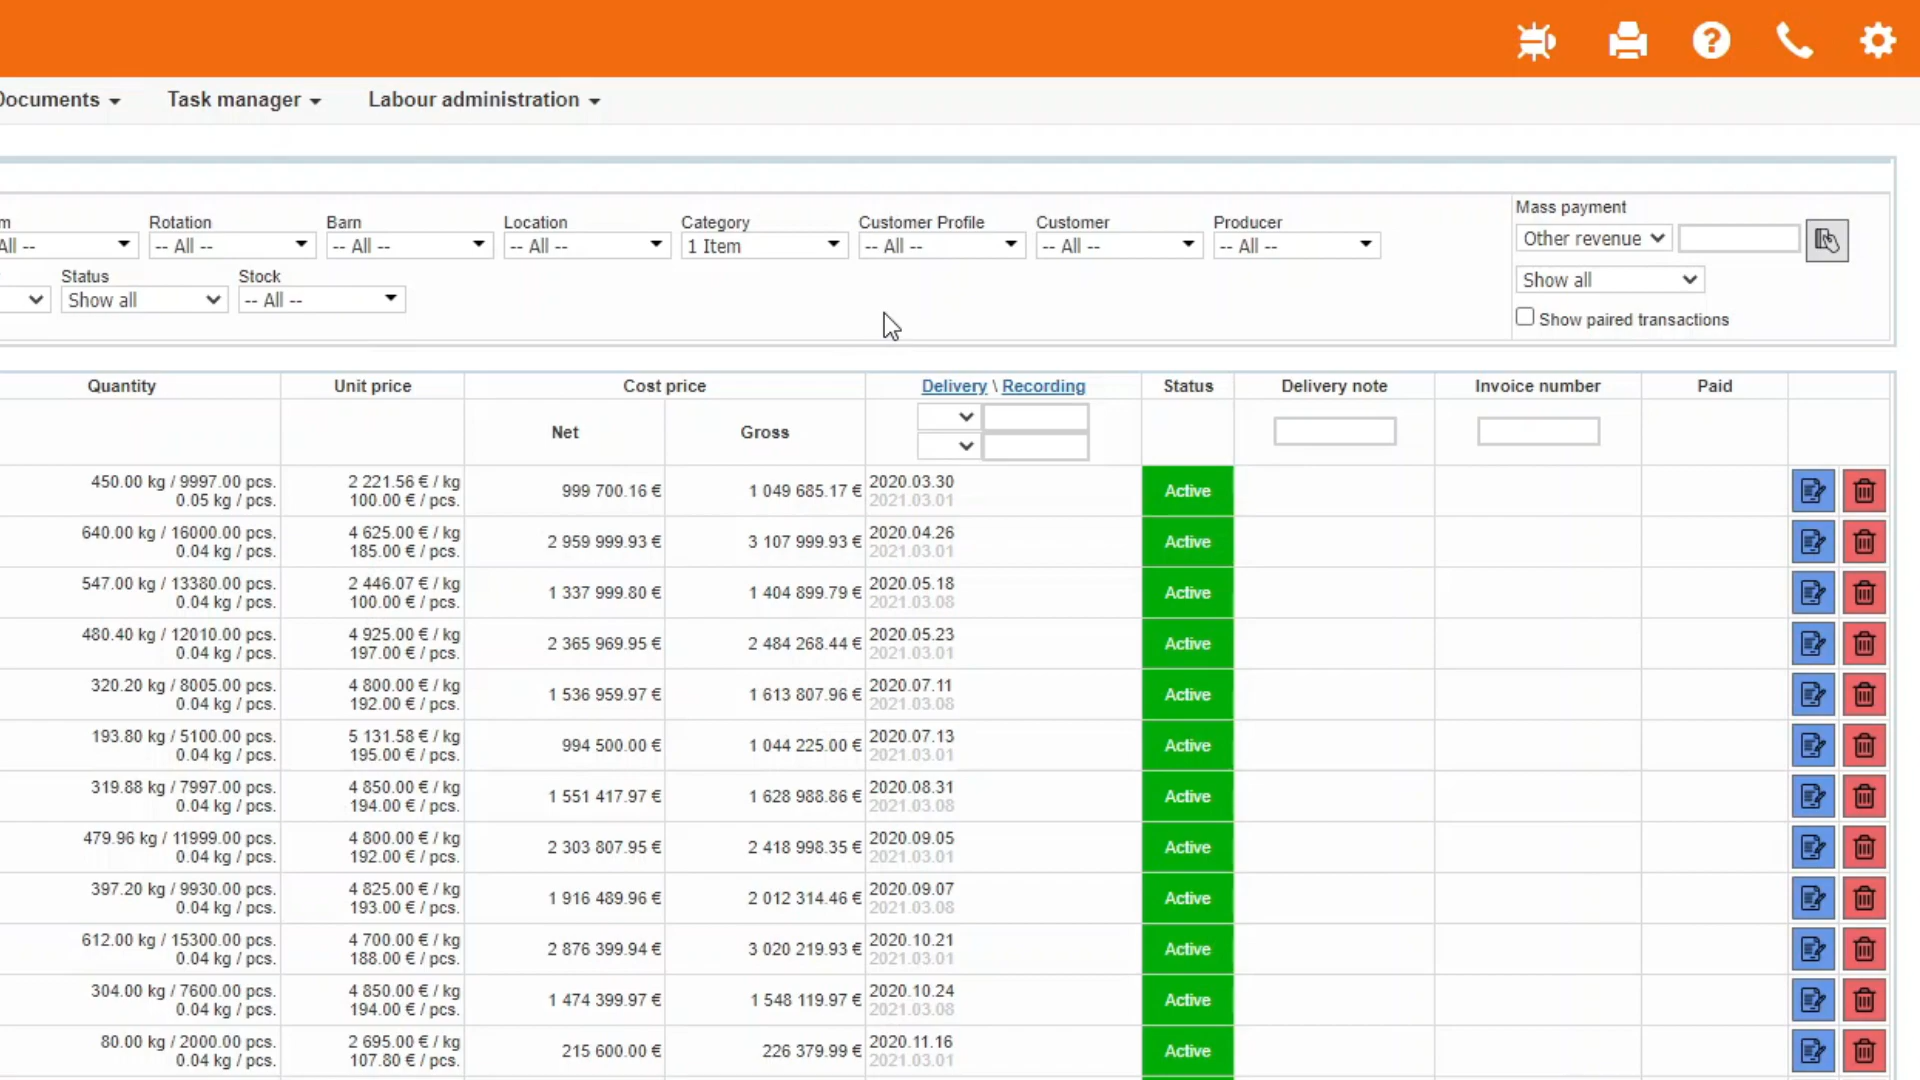 Documents Task manager Labour administration
m Rotation Barn Location Category Customer Profile Customer Producer Mass payment
All -- -- All -- -- All -- -- All -- 1 Item -- All -- -- All -- -- All -- Other revenue
Status Stock
Show all -- All -- Show all
Show paired transactions
Quantity Unit price Cost price Delivery \ Recording Status Delivery note Invoice number Paid
Net Gross
450.00 kg / 9997.00 pcs. 2 221.56 € / kg 999 700.16 € 1 049 685.17 € 2020.03.30 Active
0.05 kg / pcs. 100.00 € / pcs. 2021.03.01
640.00 kg / 16000.00 pcs. 4 625.00 € / kg 2 959 999.93 € 3 107 999.93 € 2020.04.26 Active
0.04 kg / pcs. 185.00 € / pcs. 2021.03.01
547.00 kg / 13380.00 pcs. 2 446.07 € / kg 1 337 999.80 € 1 404 899.79 € 2020.05.18 Active
0.04 kg / pcs. 100.00 € / pcs. 2021.03.08
480.40 kg / 12010.00 pcs. 4 925.00 € / kg 2 365 969.95 € 2 484 268.44 € 2020.05.23 Active
0.04 kg / pcs. 197.00 € / pcs. 2021.03.01
320.20 kg / 8005.00 pcs. 4 800.00 € / kg 1 536 959.97 € 1 613 807.96 € 2020.07.11 Active
0.04 kg / pcs. 192.00 € / pcs. 2021.03.08
193.80 kg / 5100.00 pcs. 5 131.58 € / kg 994 500.00 € 1 044 225.00 € 2020.07.13 Active
0.04 kg / pcs. 195.00 € / pcs. 2021.03.01
319.88 kg / 7997.00 pcs. 4 850.00 € / kg 1 551 417.97 € 1 628 988.86 € 2020.08.31 Active
0.04 kg / pcs. 194.00 € / pcs. 2021.03.08
479.96 kg / 11999.00 pcs. 4 800.00 € / kg 2 303 807.95 € 2 418 998.35 € 2020.09.05 Active
0.04 kg / pcs. 192.00 € / pcs. 2021.03.01
397.20 kg / 9930.00 pcs. 4 825.00 € / kg 1 916 489.96 € 2 012 314.46 € 2020.09.07 Active
0.04 kg / pcs. 193.00 € / pcs. 2021.03.08
612.00 kg / 15300.00 pcs. 4 700.00 € / kg 2 876 399.94 € 3 020 219.93 € 2020.10.21 Active
0.04 kg / pcs. 188.00 € / pcs. 2021.03.01
304.00 kg / 7600.00 pcs. 4 850.00 € / kg 1 474 399.97 € 1 548 119.97 € 2020.10.24 Active
0.04 kg / pcs. 194.00 € / pcs. 2021.03.08
80.00 kg / 2000.00 pcs. 2 695.00 € / kg 215 600.00 € 226 379.99 € 2020.11.16 Active
0.04 kg / pcs. 107.80 € / pcs. 2021.03.01